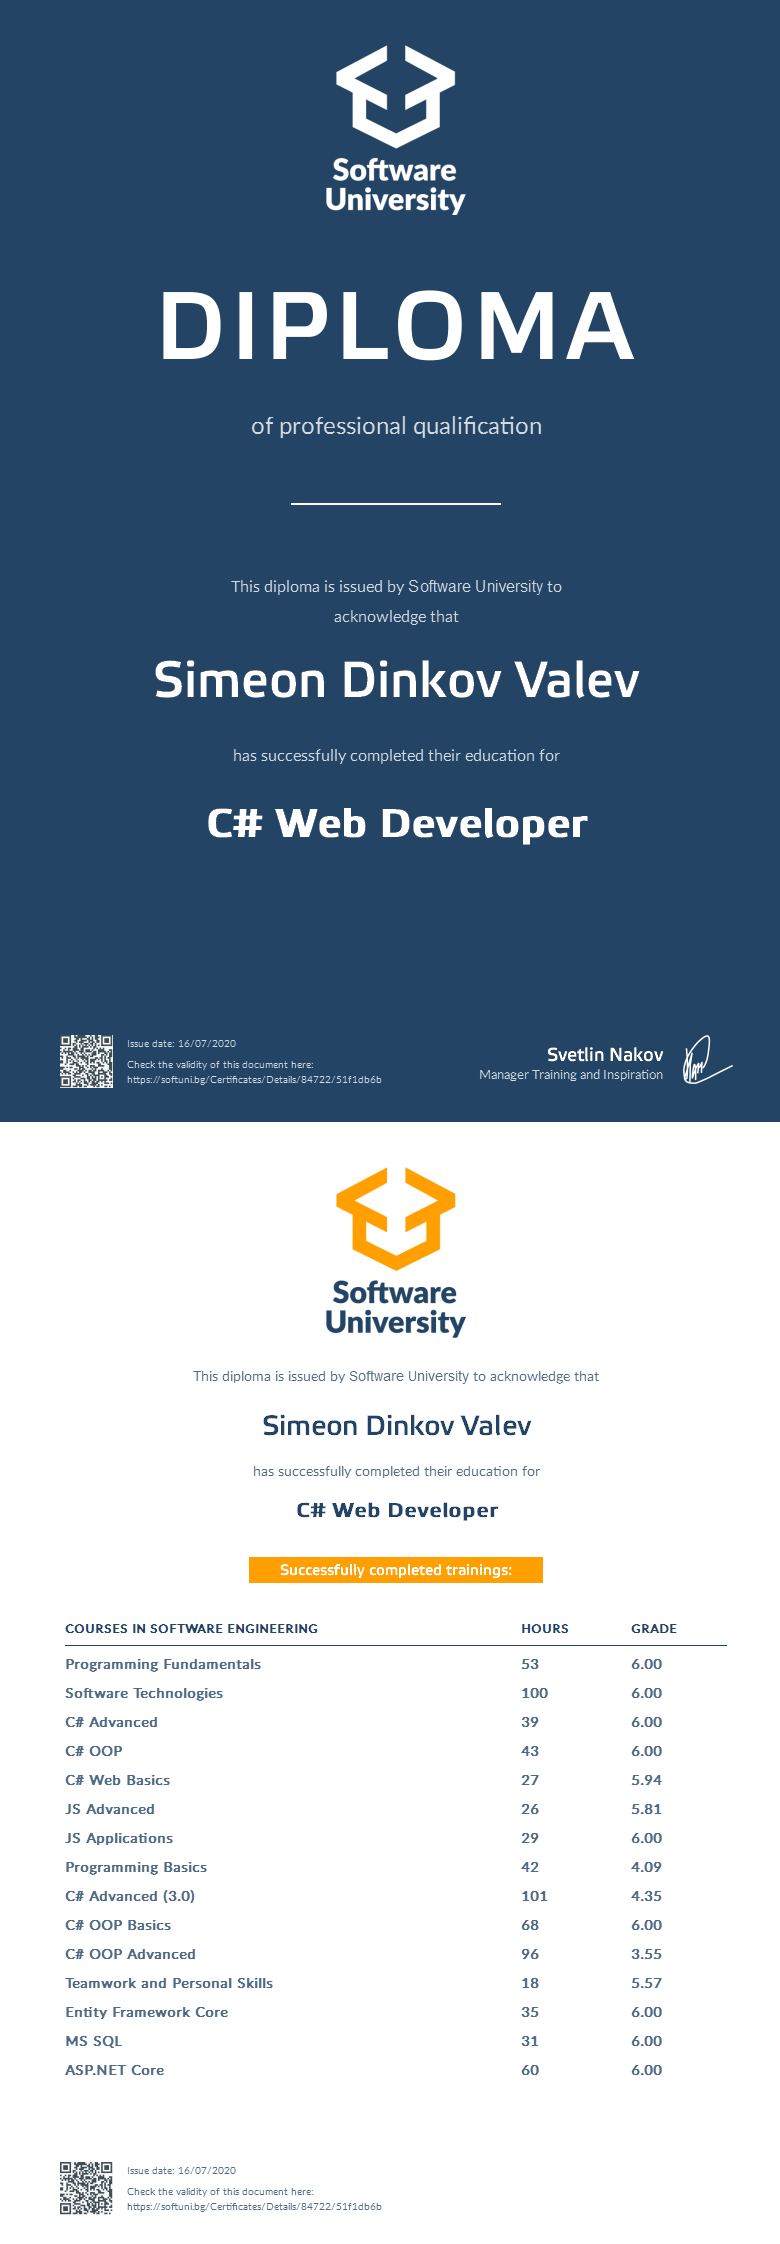 Software
University
DIPLOMA
of professional qualification
This diploma is issued by Software University to
acknowledge that
Simeon Dinkov Valev
has successfully completed their education for
C# Web Developer
Issue date: 16/07/2020
Check the validity of this document here:
https://softuni.bg/Certificates/Details/84722/51f1db6b
Svetlin Nakov
Manager Training and Inspiration
Software
University
This diploma is issued by Software University to acknowledge that
Simeon Dinkov Valev
has successfully completed their education for
C# Web Developer
Successfully completed trainings:
COURSES IN SOFTWARE ENGINEERING HOURS GRADE
Programming Fundamentals 53 6.00
Software Technologies 100 6.00
C# Advanced 39 6.00
C# OOP 43 6.00
C# Web Basics 27 5.94
JS Advanced 26 5.81
JS Applications 29 6.00
Programming Basics 42 4.09
C# Advanced (3.0) 101 4.35
C# OOP Basics 68 6.00
C# OOP Advanced 96 3.55
Teamwork and Personal Skills 18 5.57
Entity Framework Core 35 6.00
MS SQL 31 6.00
ASP.NET Core 60 6.00
Issue date: 16/07/2020
Check the validity of this document here:
https://softuni.bg/Certificates/Details/84722/51f1db6b